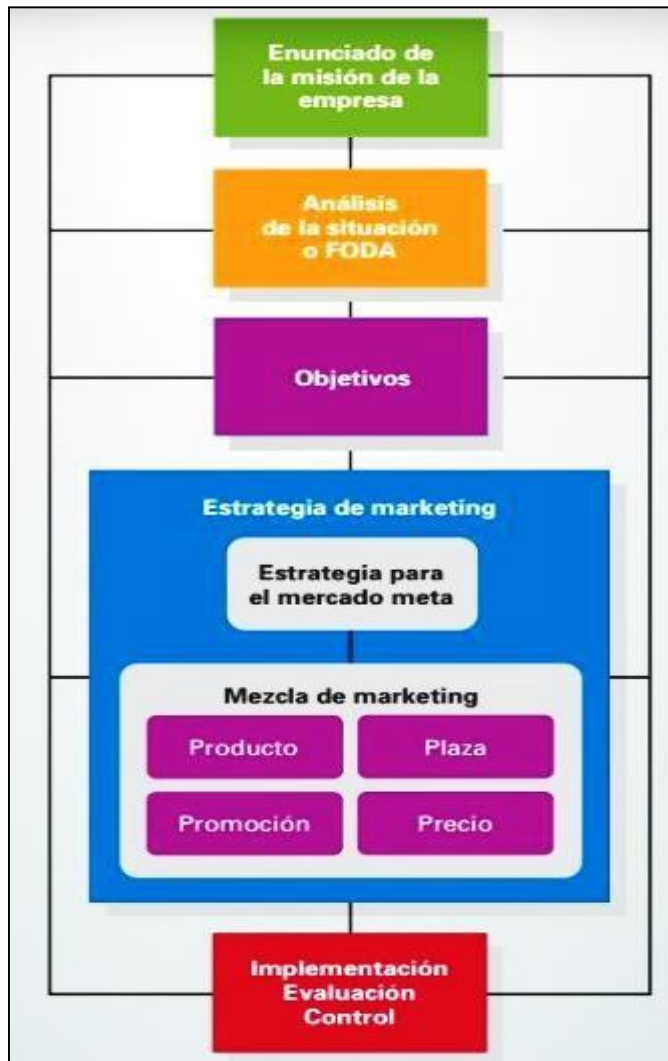 Enunciado de
la misión de la
empresa
Análisis
de la situación
o FODA
Objetivos
Estrategia de marketing
Estrategia para
el mercado meta
Mezcla de marketing
Producto
Plaza
Promoción
Precio
Implementación
Evaluación
Control